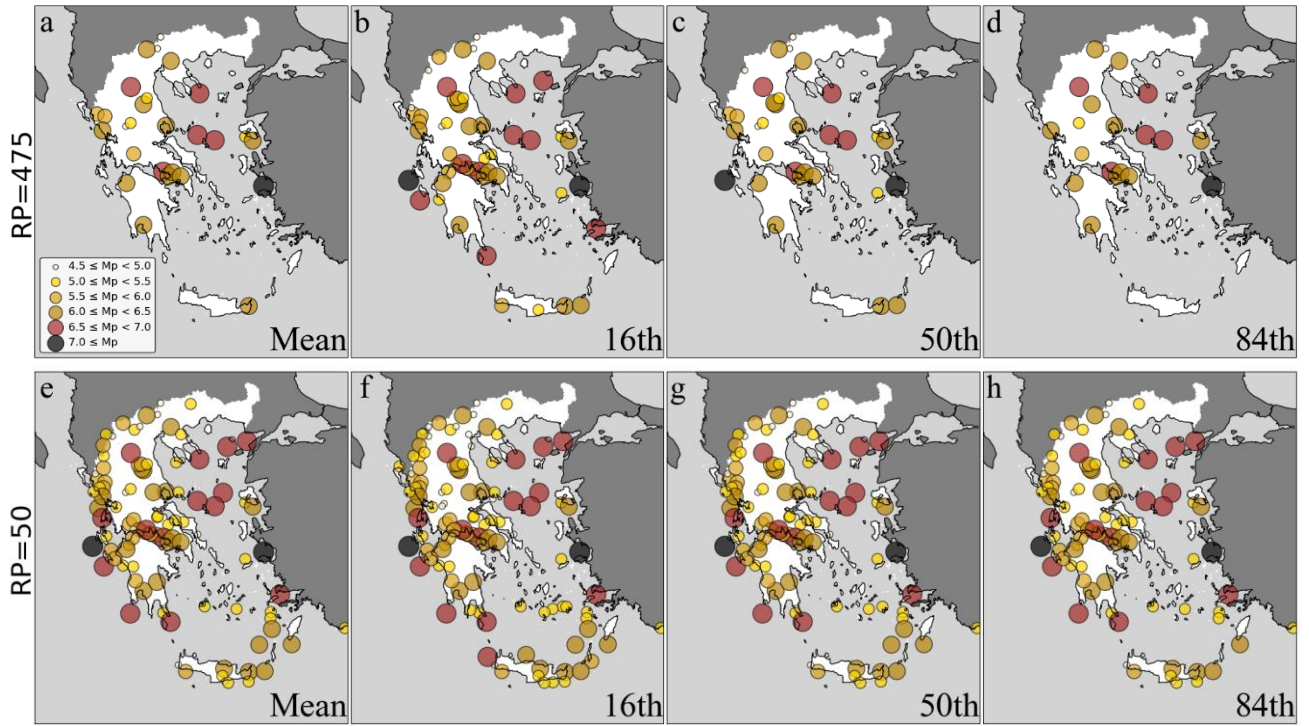 a
b
c
d
RP=475
4.5 ≤ Mp < 5.0
5.0 ≤ Mp < 5.5
5.5 ≤ Mp < 6.0
6.0 ≤ Mp < 6.5
6.5 ≤ Mp < 7.0
7.0 ≤ Mp
Mean
16th
50th
84th
e
f
g
h
RP=50
Mean
16th
50th
84th